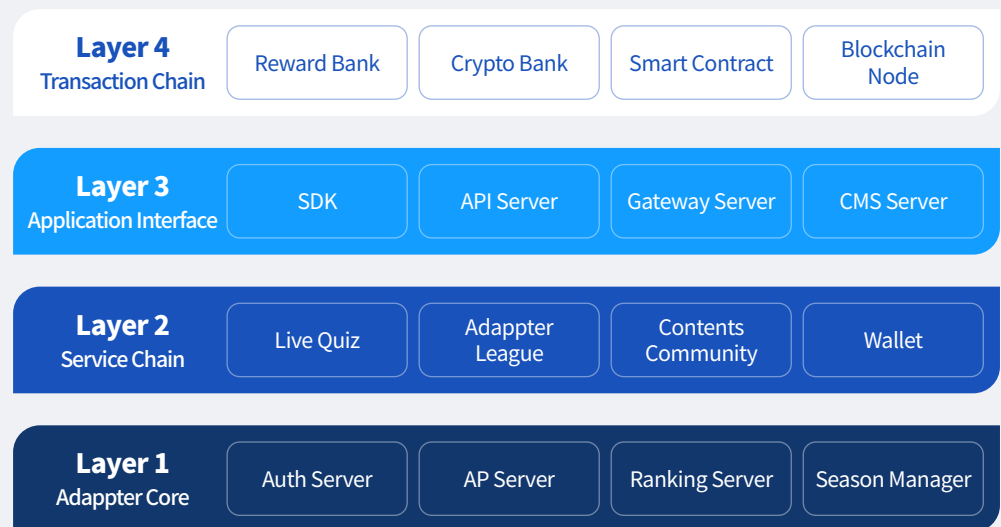 Layer 4
Transaction Chain
Reward Bank
Crypto Bank
Smart Contract
Blockchain
Node
Layer 3
Application Interface
SDK
API Server
Gateway Server
CMS Server
Layer 2
Service Chain
Live Quiz
Adappter
League
Contents
Community
Wallet
Layer 1
Adappter Core
Auth Server
AP Server
Ranking Server
Season Manager